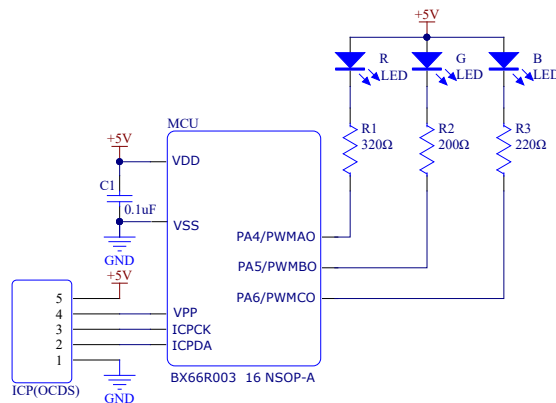 +5V
R
LED
G
LED
B
LED
R1
320Ω
R2
200Ω
R3
220Ω
MCU
+5V
VDD
C1
0.1uF
VSS
GND
PA4/PWMAO
PA5/PWMBO
PA6/PWMCO
+5V
5
4
3
2
1
VPP
ICPCK
ICPDA
GND
ICP(OCDS)
BX66R003 16 NSOP-A